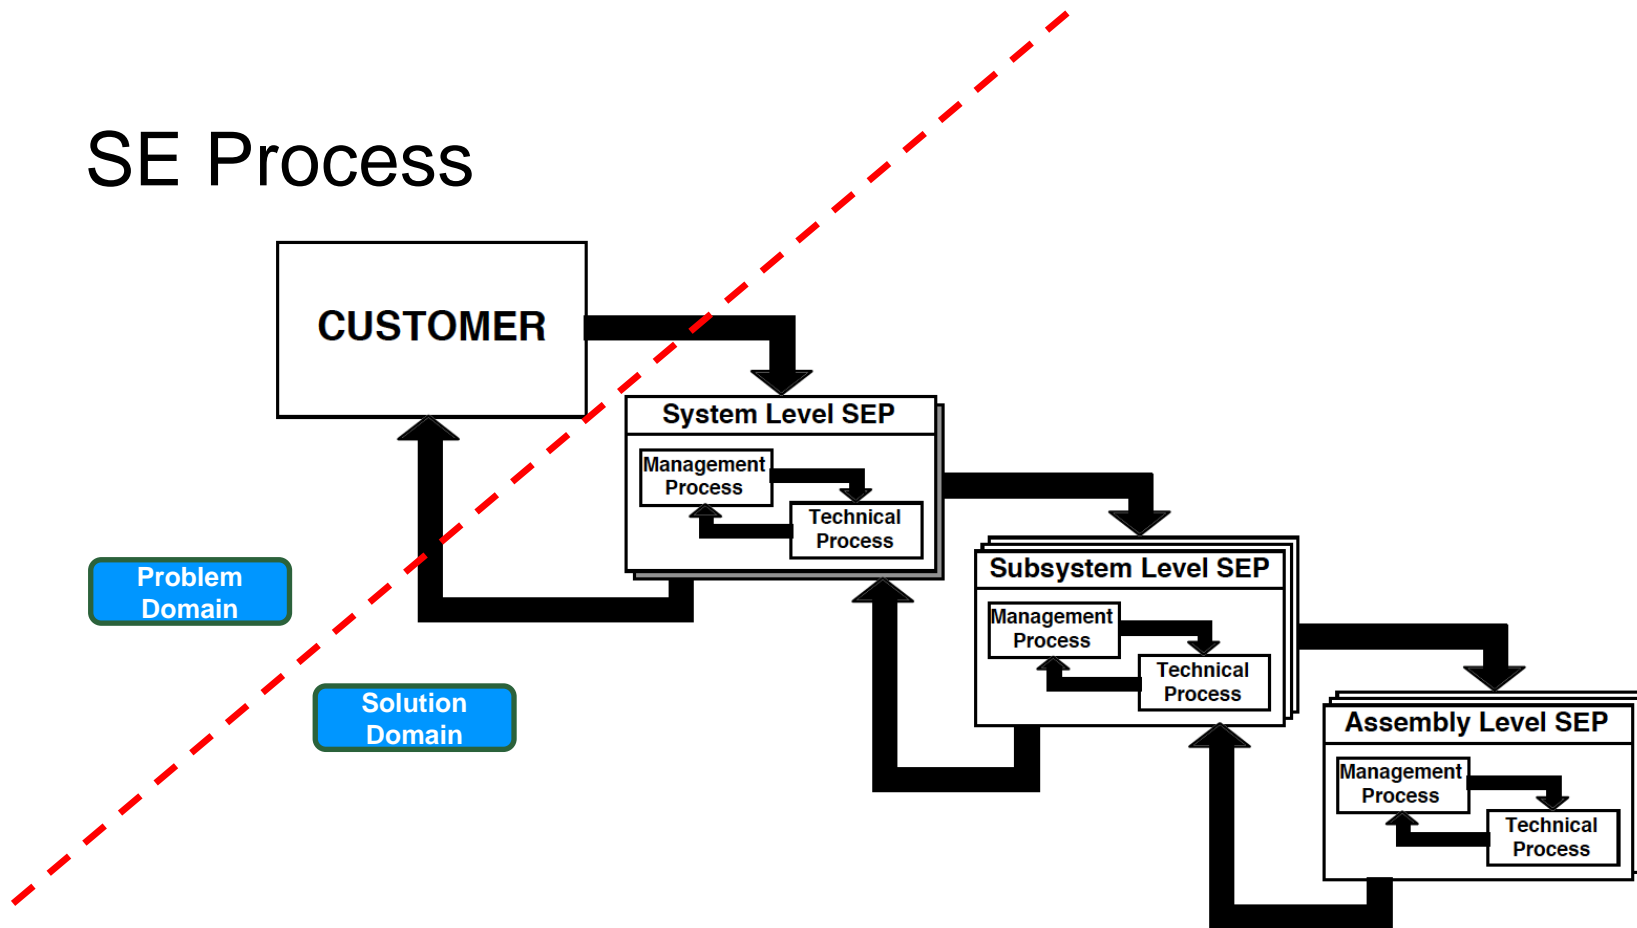 SE Process
CUSTOMER
System Level SEP
Management
Process
Technical
Process
Subsystem Level SEP
Management
Process
Technical
Process
Assembly Level SEP
Management
Process
Technical
Process
Problem
Domain
Solution
Domain